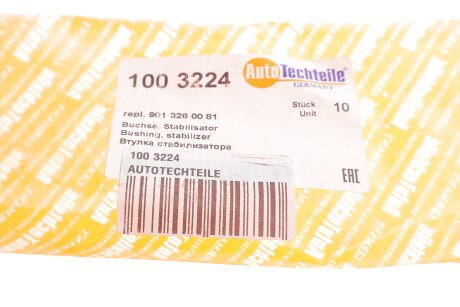 100 3224
AutoTechteile
GERMANY
Stuck
Unit
10
repl. 901 326 00 81
Buchse, Stabilisator
Bushing, stabilizer
Втулка стабилизатора
100 3224
AUTOTECHTEILE
EAC